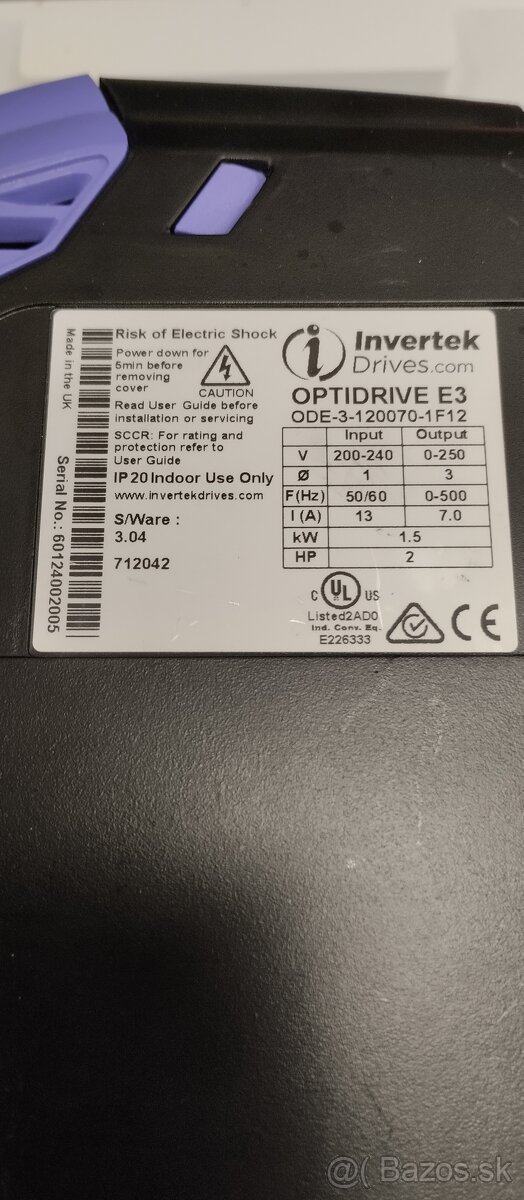 Made in the UK
Serial No.: 60124002005
Risk of Electric Shock
Power down for
5min before
removing
cover
CAUTION
Read User Guide before
installation or servicing
SCCR: For rating and
protection refer to
User Guide
IP20 Indoor Use Only
www.invertekdrives.com
S/Ware :
3.04
712042
Invertek
Drives.com
OPTIDRIVE E3
ODE-3-120070-1F12
Input Output
V 200-240 0-250
Ø 1 3
F(Hz) 50/60 0-500
I (A) 13 7.0
kW 1.5
HP 2
C UL US
Listed2AD0
Ind. Conv. Eq.
E226333
CE
@( Bazos.sk